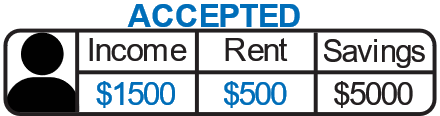 ACCEPTED
Income Rent Savings
$1500 $500 $5000